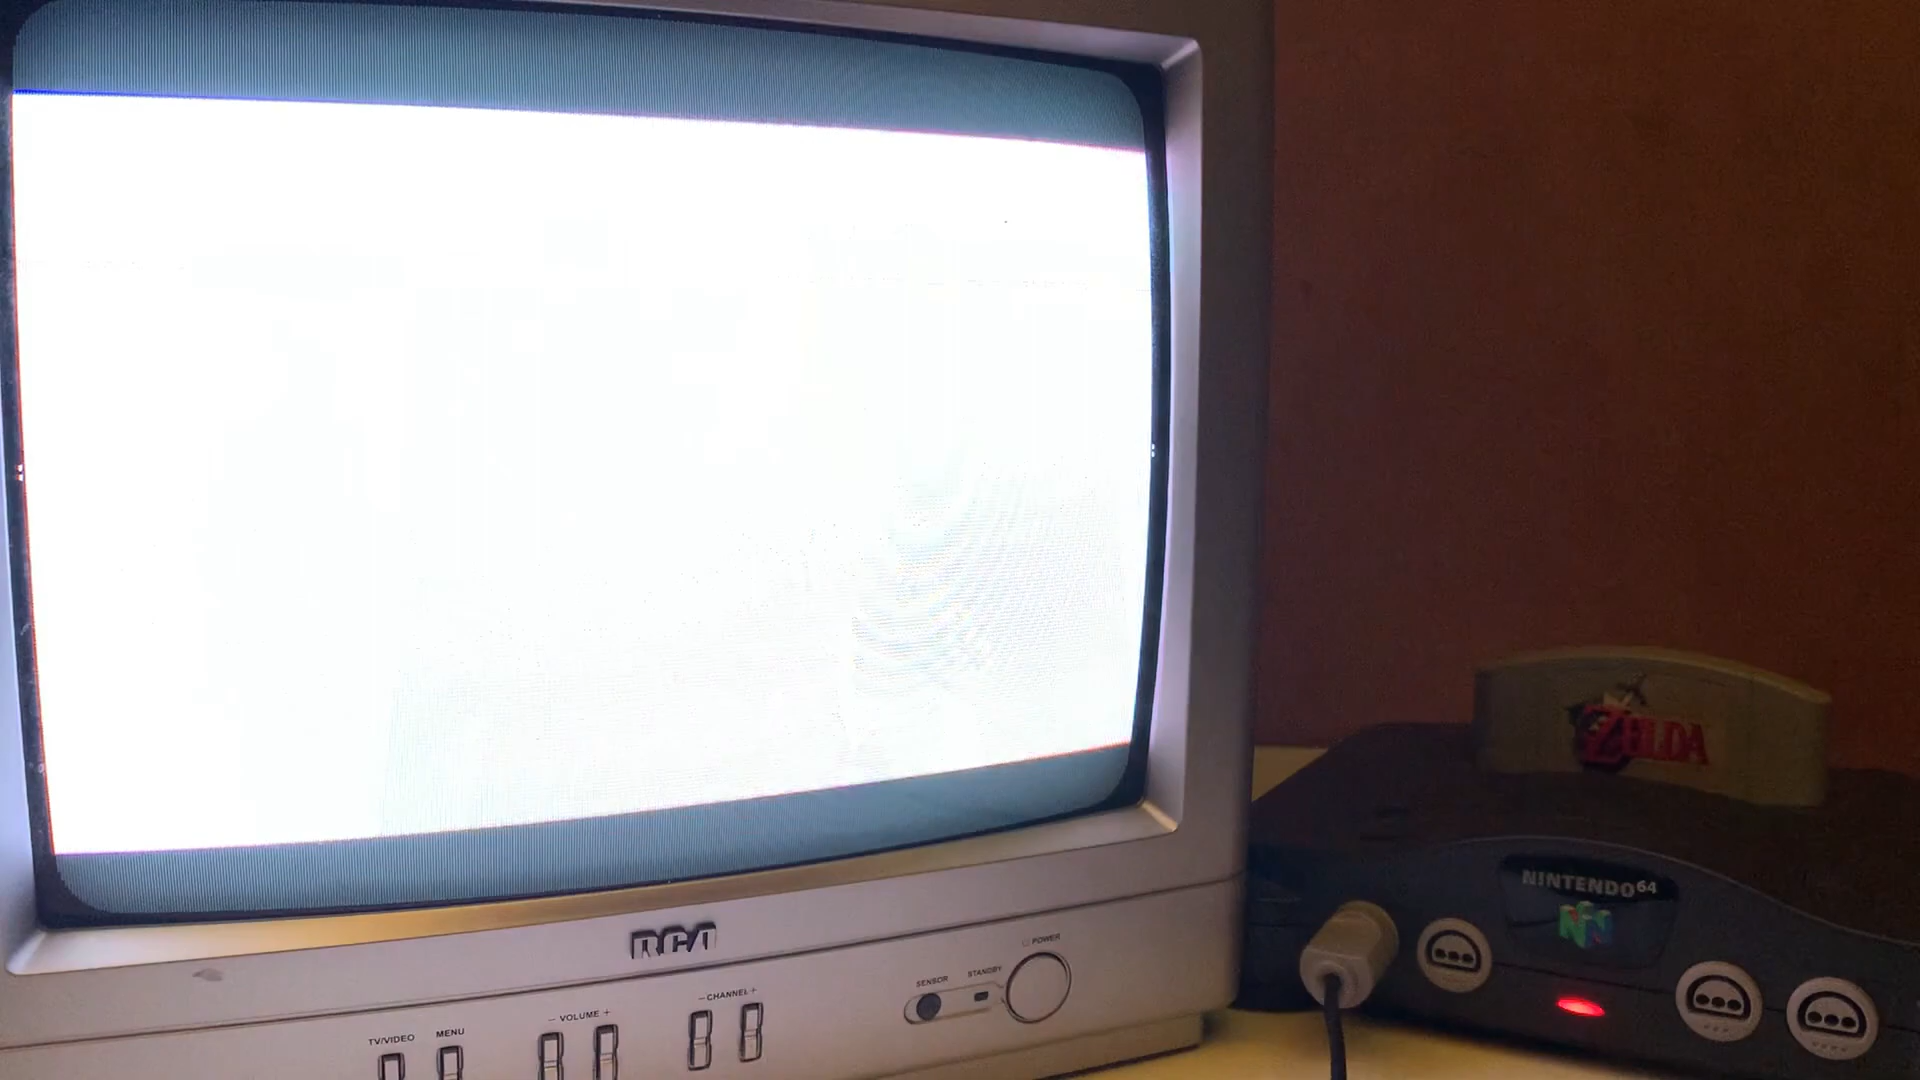 ZELDA
NINTENDO64
RCA
POWER
SENSOR
STANDBY
– CHANNEL +
– VOLUME +
TV/VIDEO
MENU